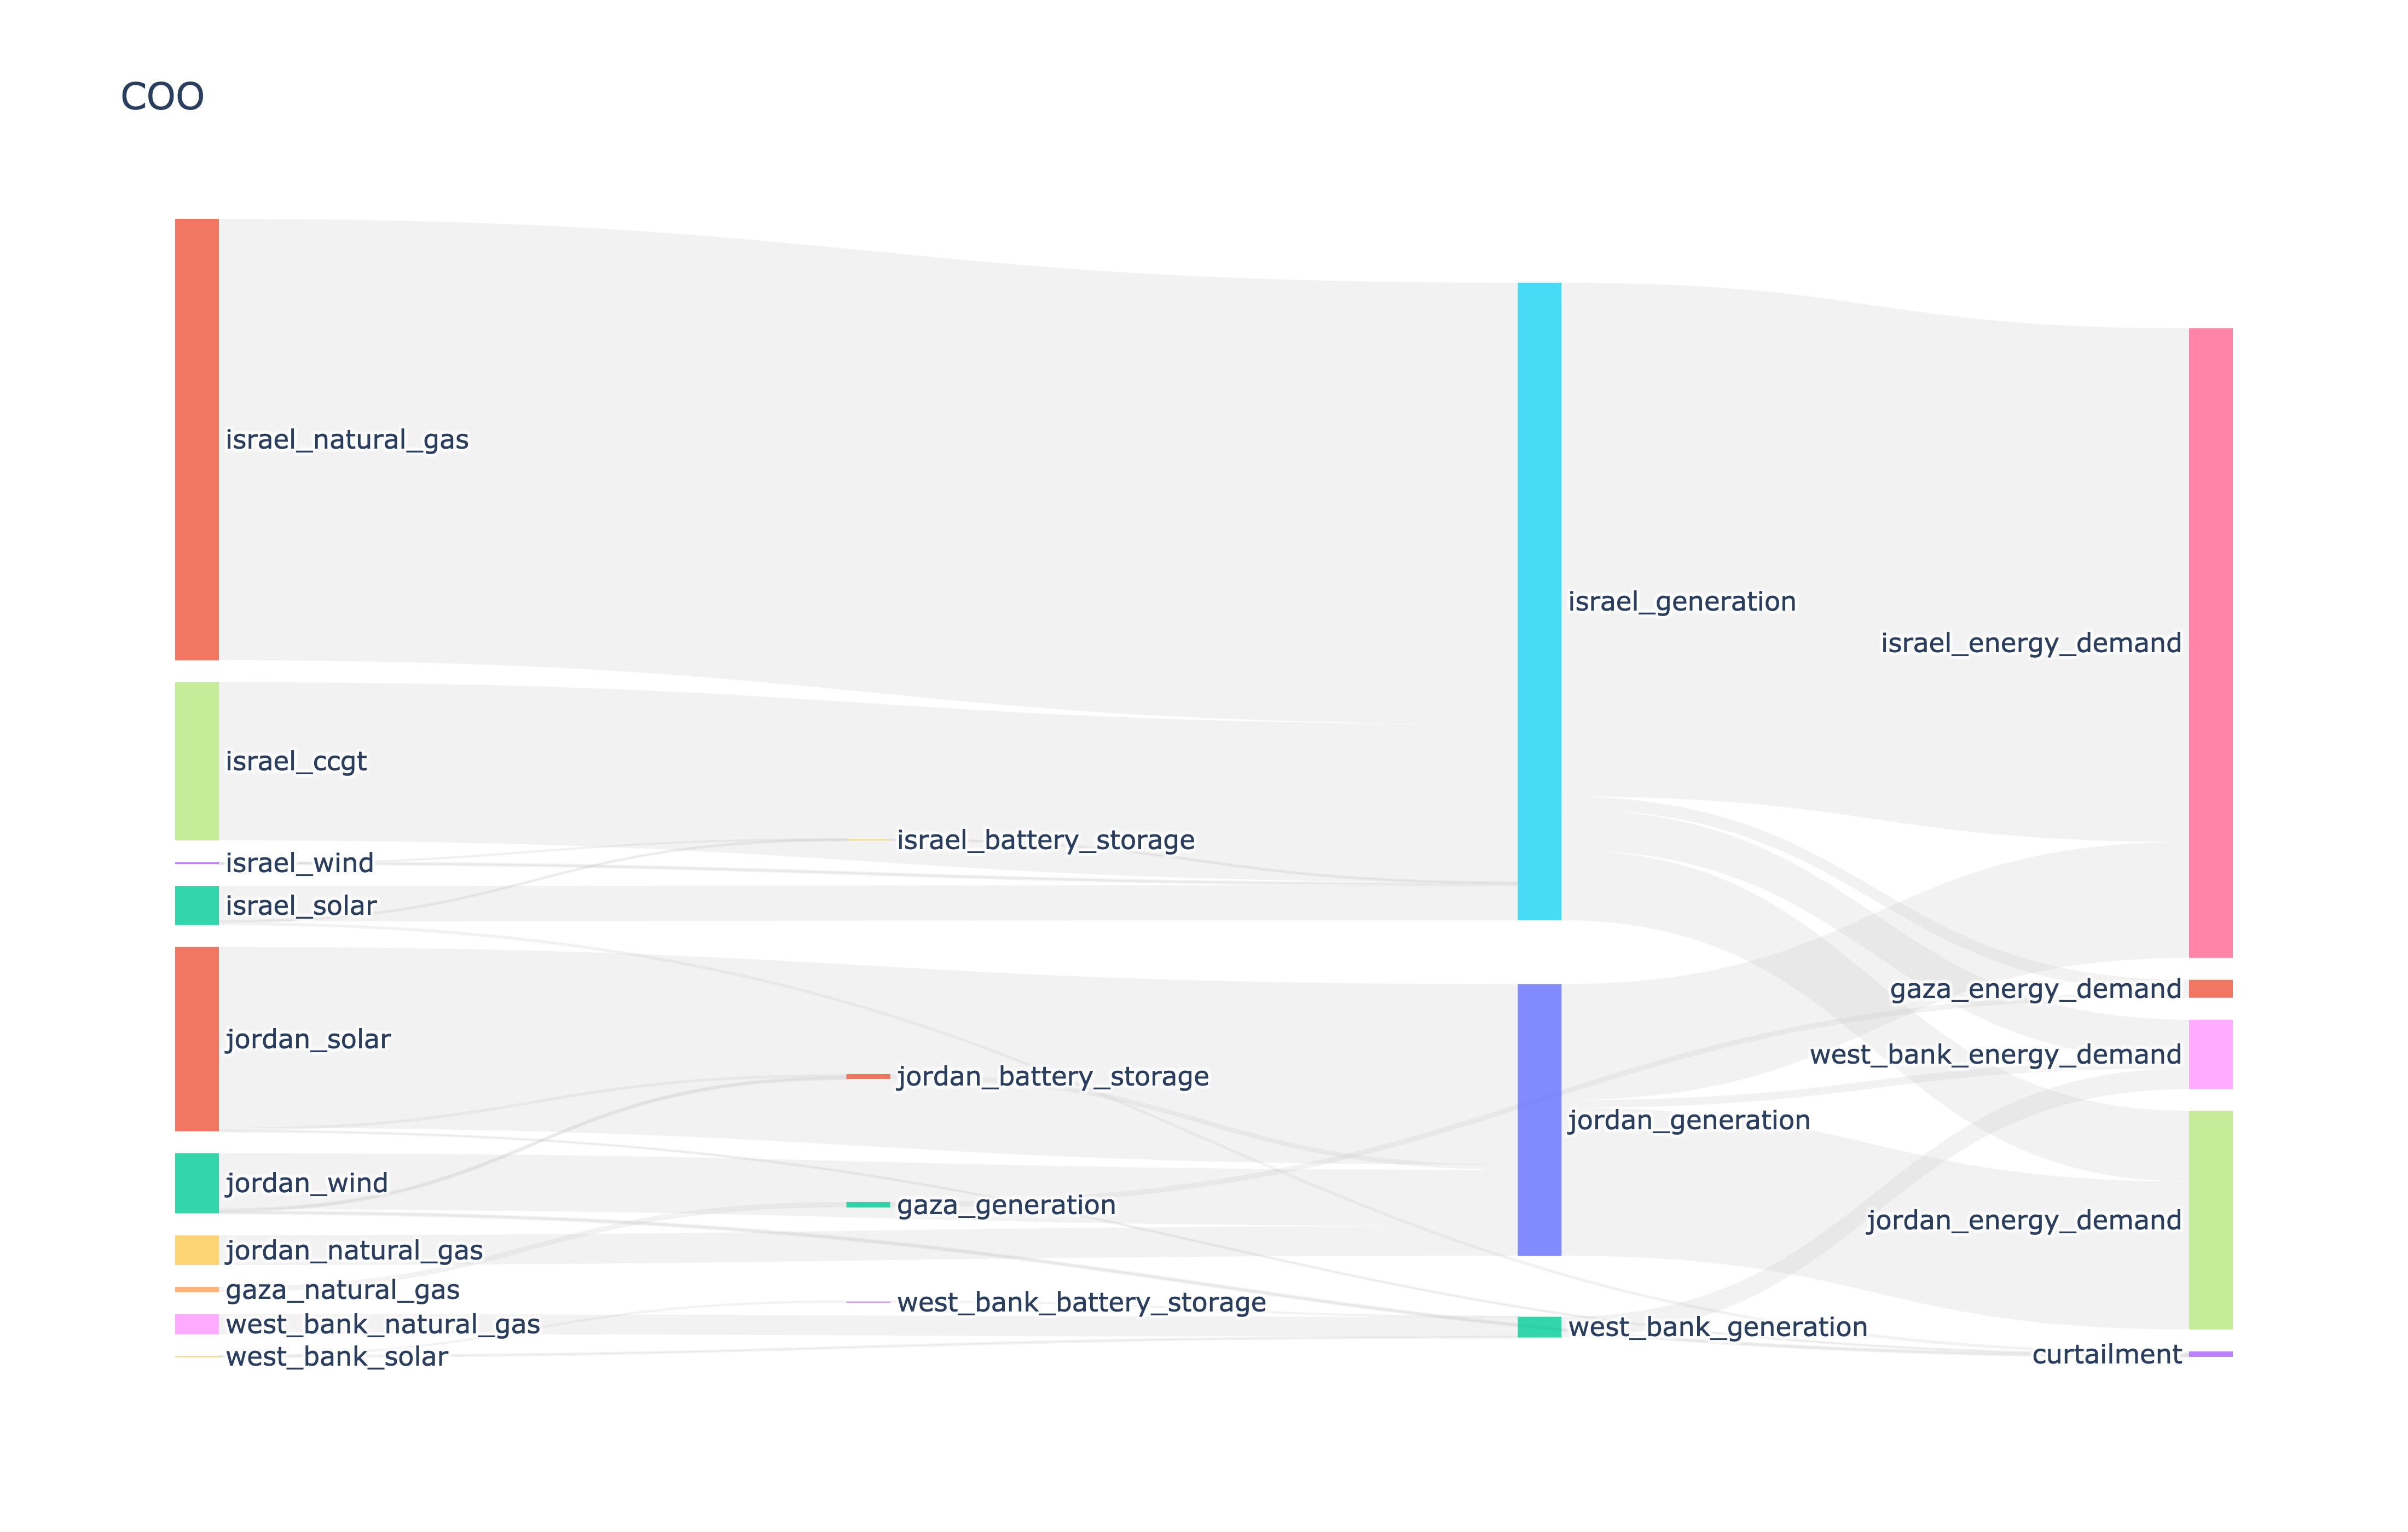 COO
israel_natural_gas
israel_ccgt
israel_wind
israel_solar
jordan_solar
jordan_wind
jordan_natural_gas
gaza_natural_gas
west_bank_natural_gas
west_bank_solar
israel_battery_storage
jordan_battery_storage
gaza_generation
west_bank_battery_storage
israel_generation
jordan_generation
west_bank_generation
israel_energy_demand
gaza_energy_demand
west_bank_energy_demand
jordan_energy_demand
curtailment